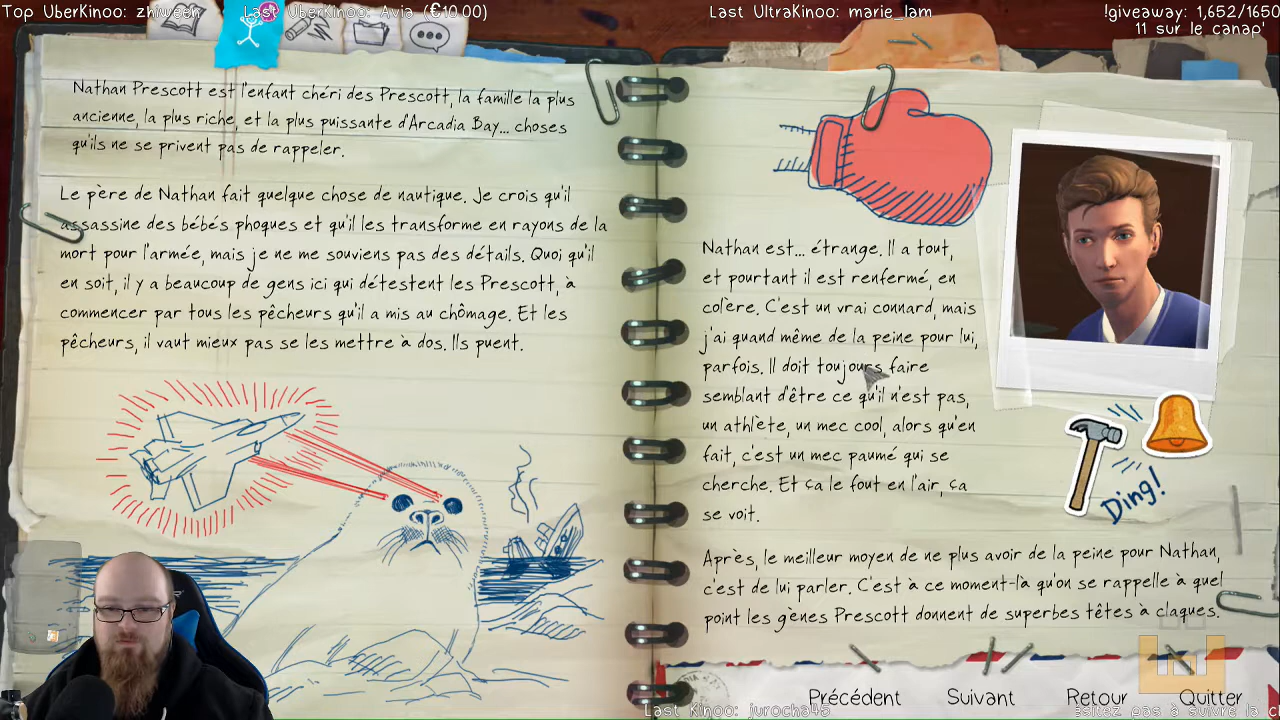 Top UberKinoo: zhiween
Last UberKinoo: Avia (€10.00)
Last UltraKinoo: marie_lam
!giveaway: 1,652/1650
11 sur le canap'
Nathan Prescott est l'enfant chéri des Prescott, la famille la plus
ancienne, la plus riche, et la plus puissante d'Arcadia Bay... choses
qu'ils ne se privent pas de rappeler.
Le père de Nathan fait quelque chose de nautique. Je crois qu'il
assassine des bébés phoques et qu'il les transforme en rayons de la
mort pour l'armée, mais je ne me souviens pas des détails. Quoi qu'il
en soit, il y a beaucoup de gens ici qui détestent les Prescott, à
commencer par tous les pêcheurs qu'il a mis au chômage. Et les
pêcheurs, il vaut mieux pas se les mettre à dos. Ils puent.
Nathan est... étrange. Il a tout,
et pourtant il est renfermé, en
colère. C'est un vrai connard, mais
j'ai quand même de la peine pour lui,
parfois. Il doit toujours faire
semblant d'être ce qu'il n'est pas,
un athlète, un mec cool, alors qu'en
fait, c'est un mec paumé qui se
cherche. Et ça le fout en l'air, ça
se voit.
Ding!
Après, le meilleur moyen de ne plus avoir de la peine pour Nathan,
c'est de lui parler. C'est à ce moment-là qu'on se rappelle à quel
point les gènes Prescott donnent de superbes têtes à claques.
Précédent
Suivant
Retour
Quitter
Last Kinoo: jurocha48
esitez pas à suivre la c